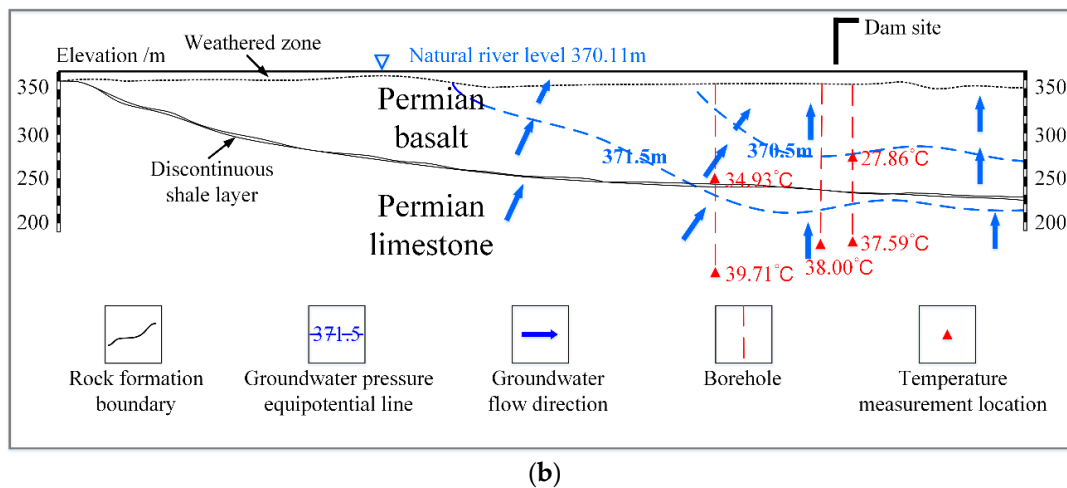 Dam site
Elevation /m
Weathered zone
Natural river level 370.11m
350
300
250
200
350
300
250
200
Permian
basalt
Discontinuous
shale layer
371.5m
370.5m
27.86°C
34.93°C
Permian
limestone
37.59°C
38.00°C
39.71°C
371.5
Rock formation
boundary
Groundwater pressure
equipotential line
Groundwater
flow direction
Borehole
Temperature
measurement location
(b)